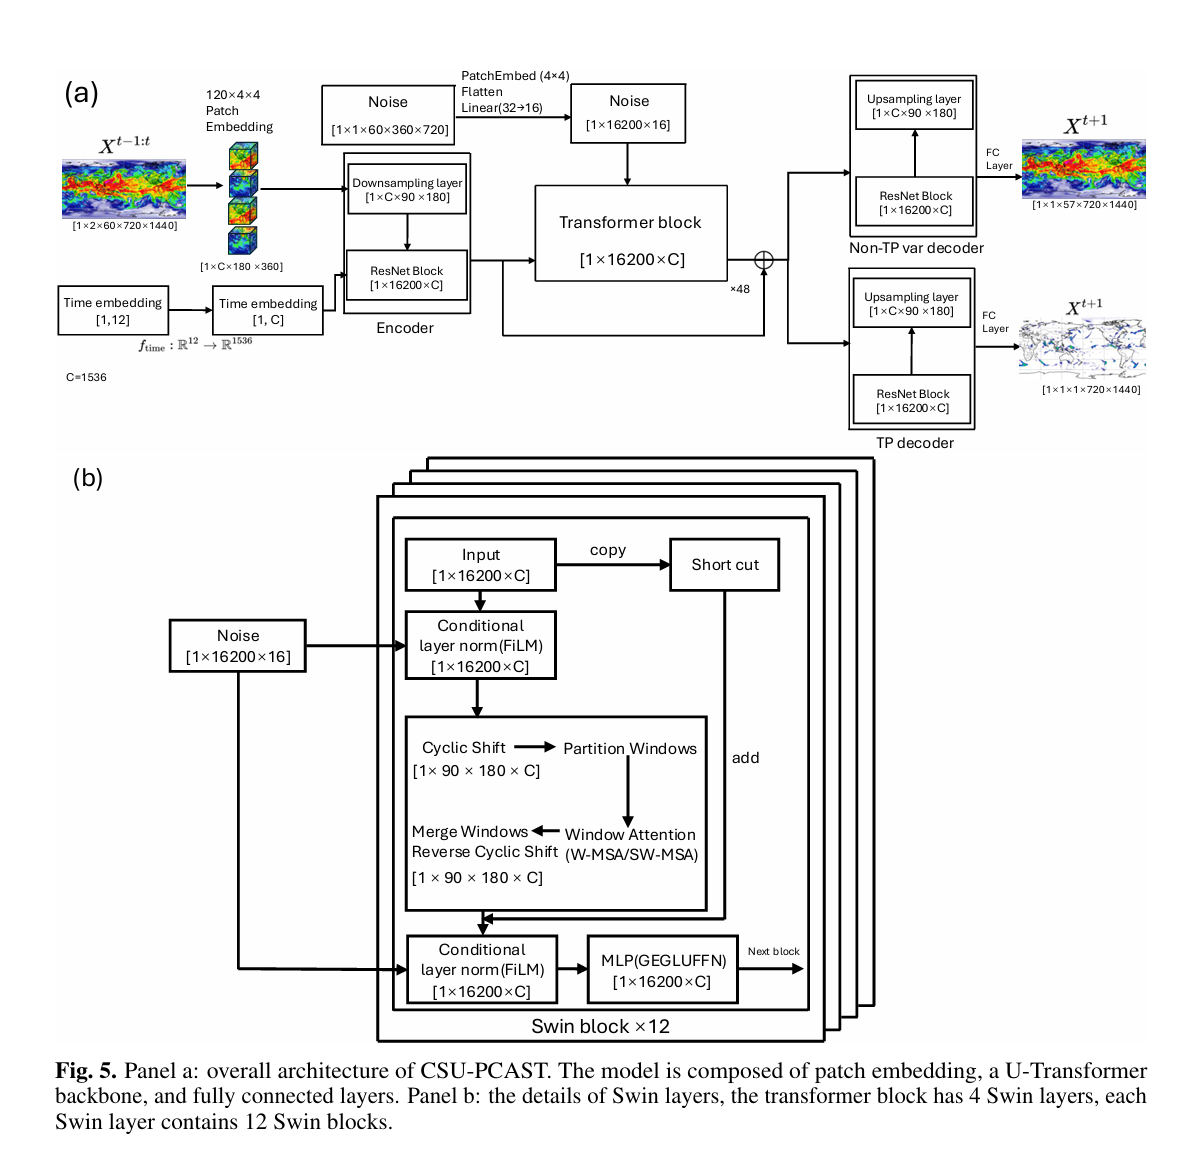 (a)
120×4×4
Patch
Embedding
X^{t−1:t}
[1×2×60×720×1440]
[1×C×180 ×360]
Time embedding
[1,12]
Time embedding
[1, C]
f_{time} : ℝ^{12} → ℝ^{1536}
C=1536
Noise
[1×1×60×360×720]
PatchEmbed (4×4)
Flatten
Linear(32→16)
Noise
[1×16200×16]
Downsampling layer
[1×C×90 ×180]
ResNet Block
[1×16200×C]
Encoder
Transformer block
[1×16200×C]
×48
Upsampling layer
[1×C×90 ×180]
ResNet Block
[1×16200×C]
Non-TP var decoder
FC
Layer
X^{t+1}
[1×1×57×720×1440]
Upsampling layer
[1×C×90 ×180]
ResNet Block
[1×16200×C]
TP decoder
FC
Layer
X^{t+1}
[1×1×1×720×1440]
(b)
Input
[1×16200×C]
copy
Short cut
Noise
[1×16200×16]
Conditional
layer norm(FiLM)
[1×16200×C]
Cyclic Shift
[1× 90 × 180 × C]
Partition Windows
add
Window Attention
(W-MSA/SW-MSA)
Merge Windows
Reverse Cyclic Shift
[1 × 90 × 180 × C]
Conditional
layer norm(FiLM)
[1×16200×C]
MLP(GEGLUFFN)
[1×16200×C]
Next block
Swin block ×12
Fig. 5. Panel a: overall architecture of CSU-PCAST. The model is composed of patch embedding, a U-Transformer
backbone, and fully connected layers. Panel b: the details of Swin layers, the transformer block has 4 Swin layers, each
Swin layer contains 12 Swin blocks.